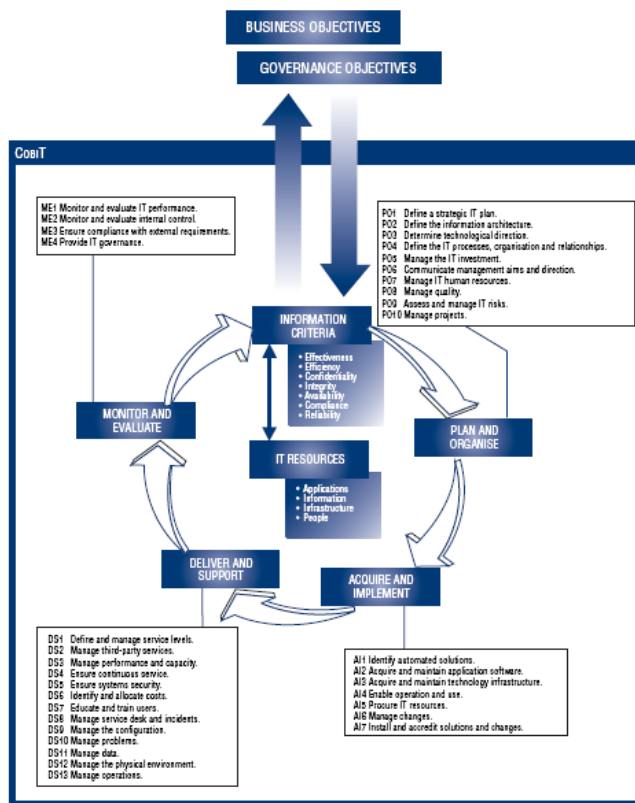 BUSINESS OBJECTIVES
GOVERNANCE OBJECTIVES
COBIT
ME1 Monitor and evaluate IT performance.
ME2 Monitor and evaluate internal control.
ME3 Ensure compliance with external requirements.
ME4 Provide IT governance.
PO1 Define a strategic IT plan.
PO2 Define the information architecture.
PO3 Determine technological direction.
PO4 Define the IT processes, organisation and relationships.
PO5 Manage the IT investment.
PO6 Communicate management aims and direction.
PO7 Manage IT human resources.
PO8 Manage quality.
PO9 Assess and manage IT risks.
PO10 Manage projects.
INFORMATION
CRITERIA
• Effectiveness
• Efficiency
• Confidentiality
• Integrity
• Availability
• Compliance
• Reliability
MONITOR AND
EVALUATE
PLAN AND
ORGANISE
IT RESOURCES
• Applications
• Information
• Infrastructure
• People
DELIVER AND
SUPPORT
ACQUIRE AND
IMPLEMENT
DS1 Define and manage service levels.
DS2 Manage third-party services.
DS3 Manage performance and capacity.
DS4 Ensure continuous service.
DS5 Ensure systems security.
DS6 Identify and allocate costs.
DS7 Educate and train users.
DS8 Manage service desk and incidents.
DS9 Manage the configuration.
DS10 Manage problems.
DS11 Manage data.
DS12 Manage the physical environment.
DS13 Manage operations.
AI1 Identify automated solutions.
AI2 Acquire and maintain application software.
AI3 Acquire and maintain technology infrastructure.
AI4 Enable operation and use.
AI5 Procure IT resources.
AI6 Manage changes.
AI7 Install and accredit solutions and changes.